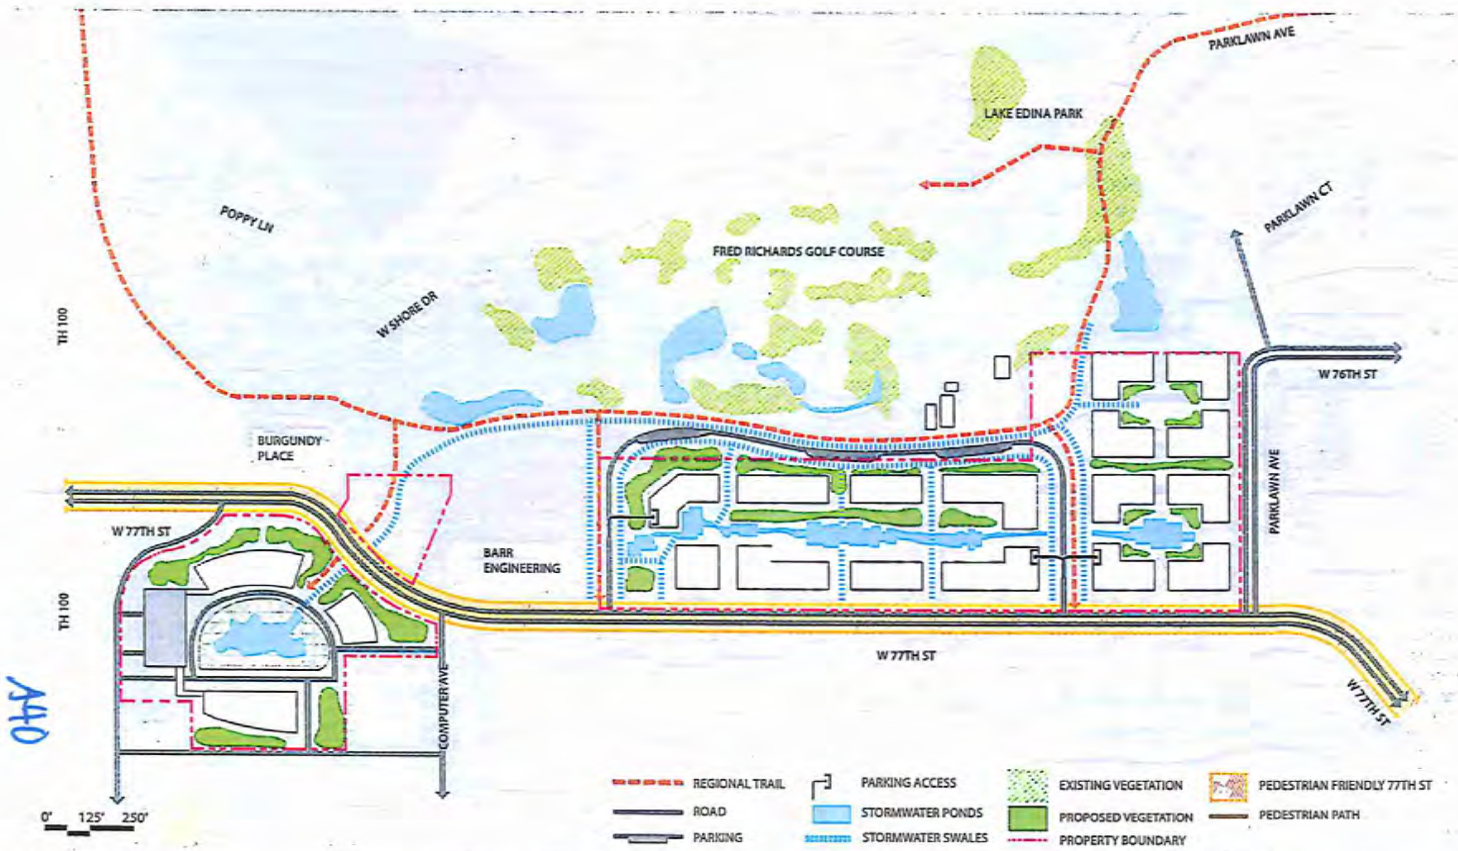 PARKLAWN AVE
LAKE EDINA PARK
PARKLAWN CT
POPPY LN
FRED RICHARDS GOLF COURSE
W SHORE DR
TH 100
W 76TH ST
BURGUNDY
PLACE
PARKLAWN AVE
W 77TH ST
BARR
ENGINEERING
TH 100
W 77TH ST
W 77TH ST
COMPUTER AVE
A40
0' 125' 250'
REGIONAL TRAIL
ROAD
PARKING
PARKING ACCESS
STORMWATER PONDS
STORMWATER SWALES
EXISTING VEGETATION
PROPOSED VEGETATION
PROPERTY BOUNDARY
PEDESTRIAN FRIENDLY 77TH ST
PEDESTRIAN PATH